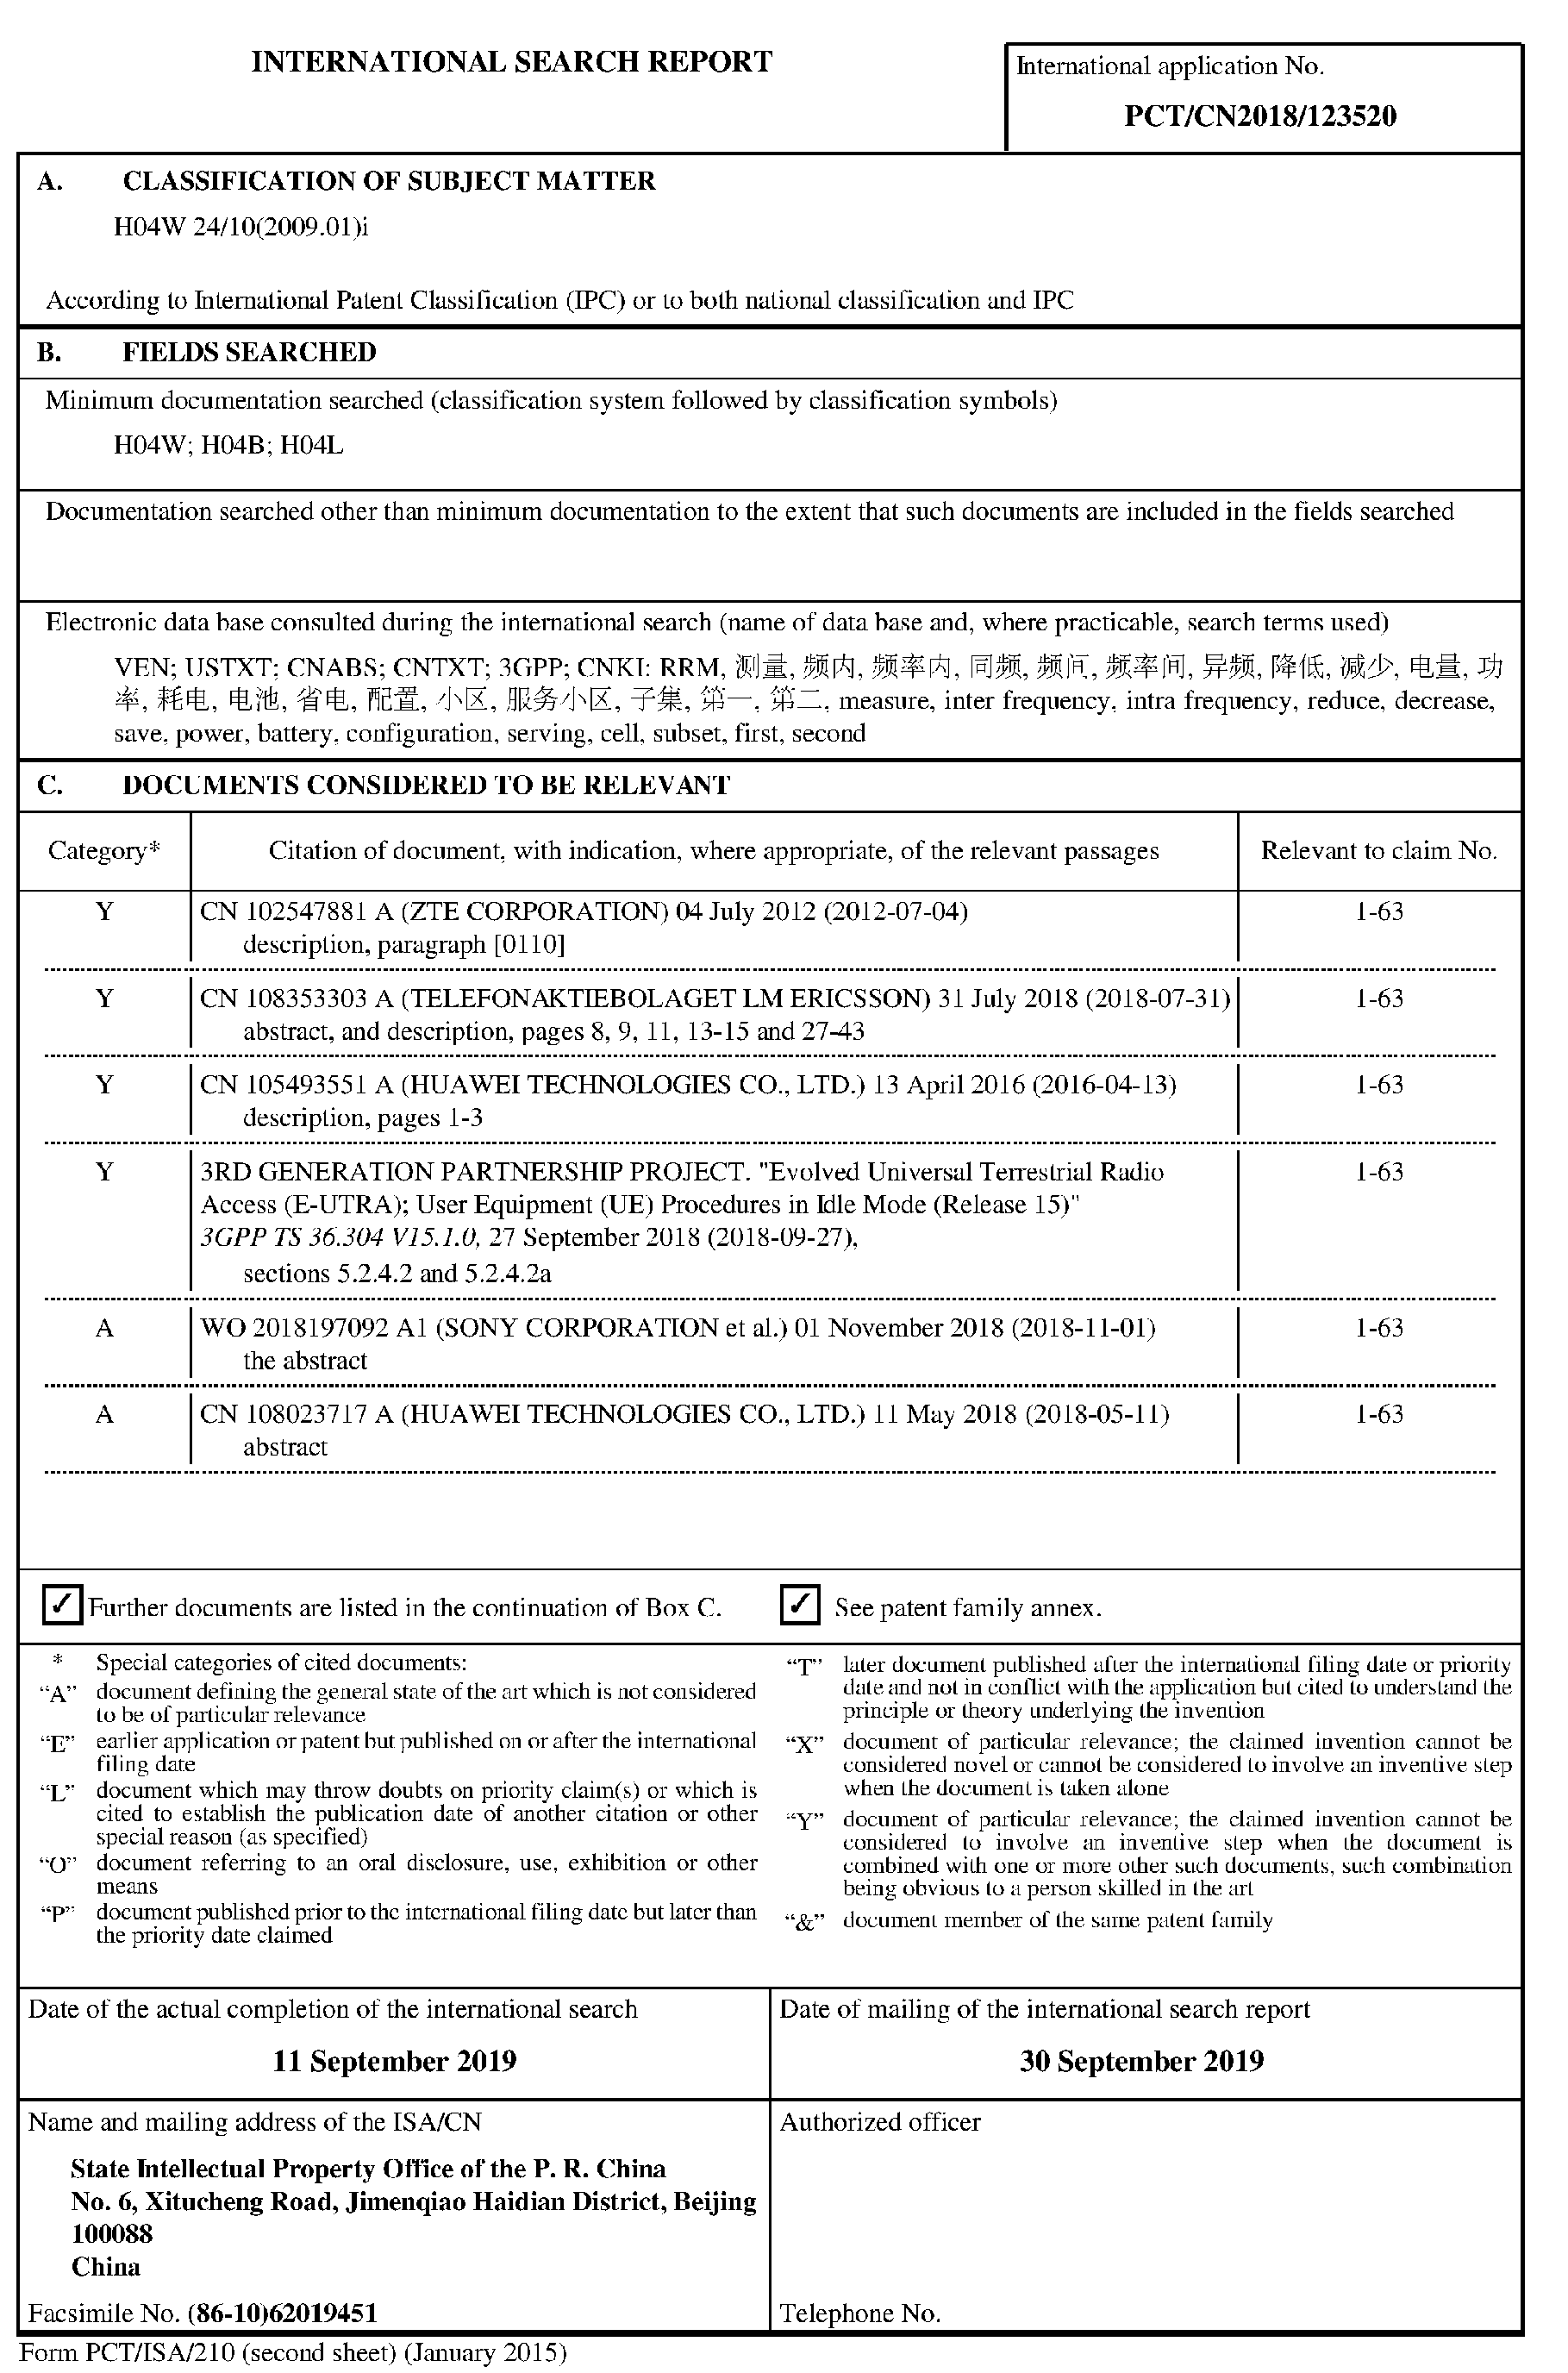 INTERNATIONAL SEARCH REPORT
International application No.
PCT/CN2018/123520
A. CLASSIFICATION OF SUBJECT MATTER
H04W 24/10(2009.01)i
According to International Patent Classification (IPC) or to both national classification and IPC
B. FIELDS SEARCHED
Minimum documentation searched (classification system followed by classification symbols)
H04W; H04B; H04L
Documentation searched other than minimum documentation to the extent that such documents are included in the fields searched
Electronic data base consulted during the international search (name of data base and, where practicable, search terms used)
VEN; USTXT; CNABS; CNTXT; 3GPP; CNKI: RRM, 测量, 频内, 频率内, 同频, 频间, 频率间, 异频, 降低, 减少, 电量, 功
率, 耗电, 电池, 省电, 配置, 小区, 服务小区, 子集, 第一, 第二, measure, inter frequency, intra frequency, reduce, decrease,
save, power, battery, configuration, serving, cell, subset, first, second
C. DOCUMENTS CONSIDERED TO BE RELEVANT
Category* Citation of document, with indication, where appropriate, of the relevant passages Relevant to claim No.
Y CN 102547881 A (ZTE CORPORATION) 04 July 2012 (2012-07-04) 1-63
description, paragraph [0110]
Y CN 108353303 A (TELEFONAKTIEBOLAGET LM ERICSSON) 31 July 2018 (2018-07-31) 1-63
abstract, and description, pages 8, 9, 11, 13-15 and 27-43
Y CN 105493551 A (HUAWEI TECHNOLOGIES CO., LTD.) 13 April 2016 (2016-04-13) 1-63
description, pages 1-3
Y 3RD GENERATION PARTNERSHIP PROJECT. "Evolved Universal Terrestrial Radio 1-63
Access (E-UTRA); User Equipment (UE) Procedures in Idle Mode (Release 15)"
3GPP TS 36.304 V15.1.0, 27 September 2018 (2018-09-27),
sections 5.2.4.2 and 5.2.4.2a
A WO 2018197092 A1 (SONY CORPORATION et al.) 01 November 2018 (2018-11-01) 1-63
the abstract
A CN 108023717 A (HUAWEI TECHNOLOGIES CO., LTD.) 11 May 2018 (2018-05-11) 1-63
abstract
✓ Further documents are listed in the continuation of Box C. ✓ See patent family annex.
* Special categories of cited documents:
“A” document defining the general state of the art which is not considered
to be of particular relevance
“E” earlier application or patent but published on or after the international
filing date
“L” document which may throw doubts on priority claim(s) or which is
cited to establish the publication date of another citation or other
special reason (as specified)
“O” document referring to an oral disclosure, use, exhibition or other
means
“P” document published prior to the international filing date but later than
the priority date claimed
“T” later document published after the international filing date or priority
date and not in conflict with the application but cited to understand the
principle or theory underlying the invention
“X” document of particular relevance; the claimed invention cannot be
considered novel or cannot be considered to involve an inventive step
when the document is taken alone
“Y” document of particular relevance; the claimed invention cannot be
considered to involve an inventive step when the document is
combined with one or more other such documents, such combination
being obvious to a person skilled in the art
“&” document member of the same patent family
Date of the actual completion of the international search
11 September 2019
Date of mailing of the international search report
30 September 2019
Name and mailing address of the ISA/CN
State Intellectual Property Office of the P. R. China
No. 6, Xitucheng Road, Jimenqiao Haidian District, Beijing
100088
China
Facsimile No. (86-10)62019451
Authorized officer
Telephone No.
Form PCT/ISA/210 (second sheet) (January 2015)